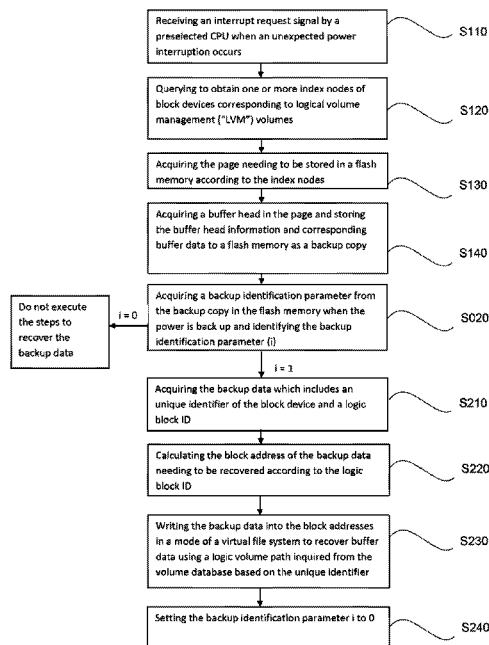 Receiving an interrupt request signal by a
preselected CPU when an unexpected power
interruption occurs
S110
Querying to obtain one or more index nodes of
block devices corresponding to logical volume
management ("LVM") volumes
S120
Acquiring the page needing to be stored in a flash
memory according to the index nodes
S130
Acquiring a buffer head in the page and storing
the buffer head information and corresponding
buffer data to a flash memory as a backup copy
S140
Do not execute
the steps to
recover the
backup data
i = 0
Acquiring a backup identification parameter from
the backup copy in the flash memory when the
power is back up and identifying the backup
identification parameter (i)
S020
i = 1
Acquiring the backup data which includes an
unique identifier of the block device and a logic
block ID
S210
Calculating the block address of the backup data
needing to be recovered according to the logic
block ID
S220
Writing the backup data into the block addresses
in a mode of a virtual file system to recover buffer
data using a logic volume path inquired from the
volume database based on the unique identifier
S230
Setting the backup identification parameter i to 0
S240